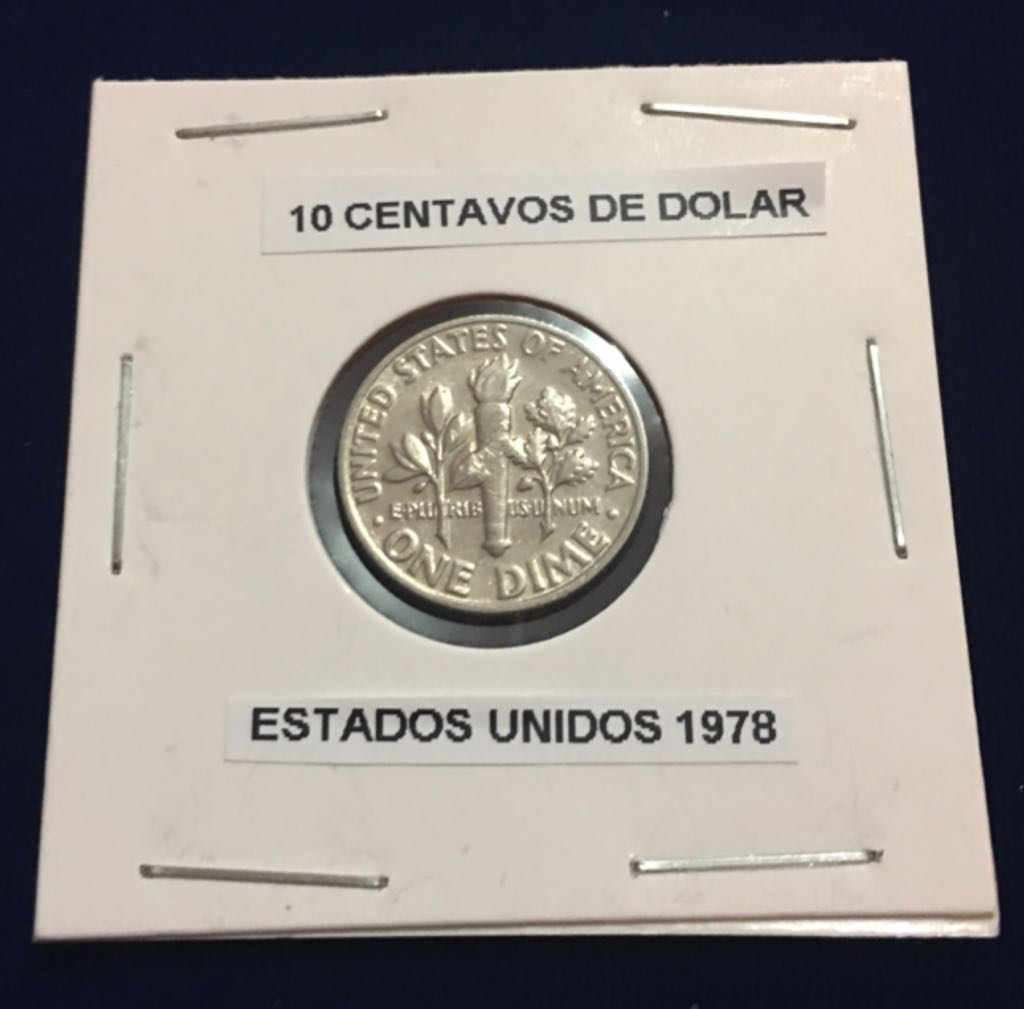 10 CENTAVOS DE DOLAR
UNITED STATES OF AMERICA
E·PLURIBUS·UNUM
· ONE DIME ·
ESTADOS UNIDOS 1978